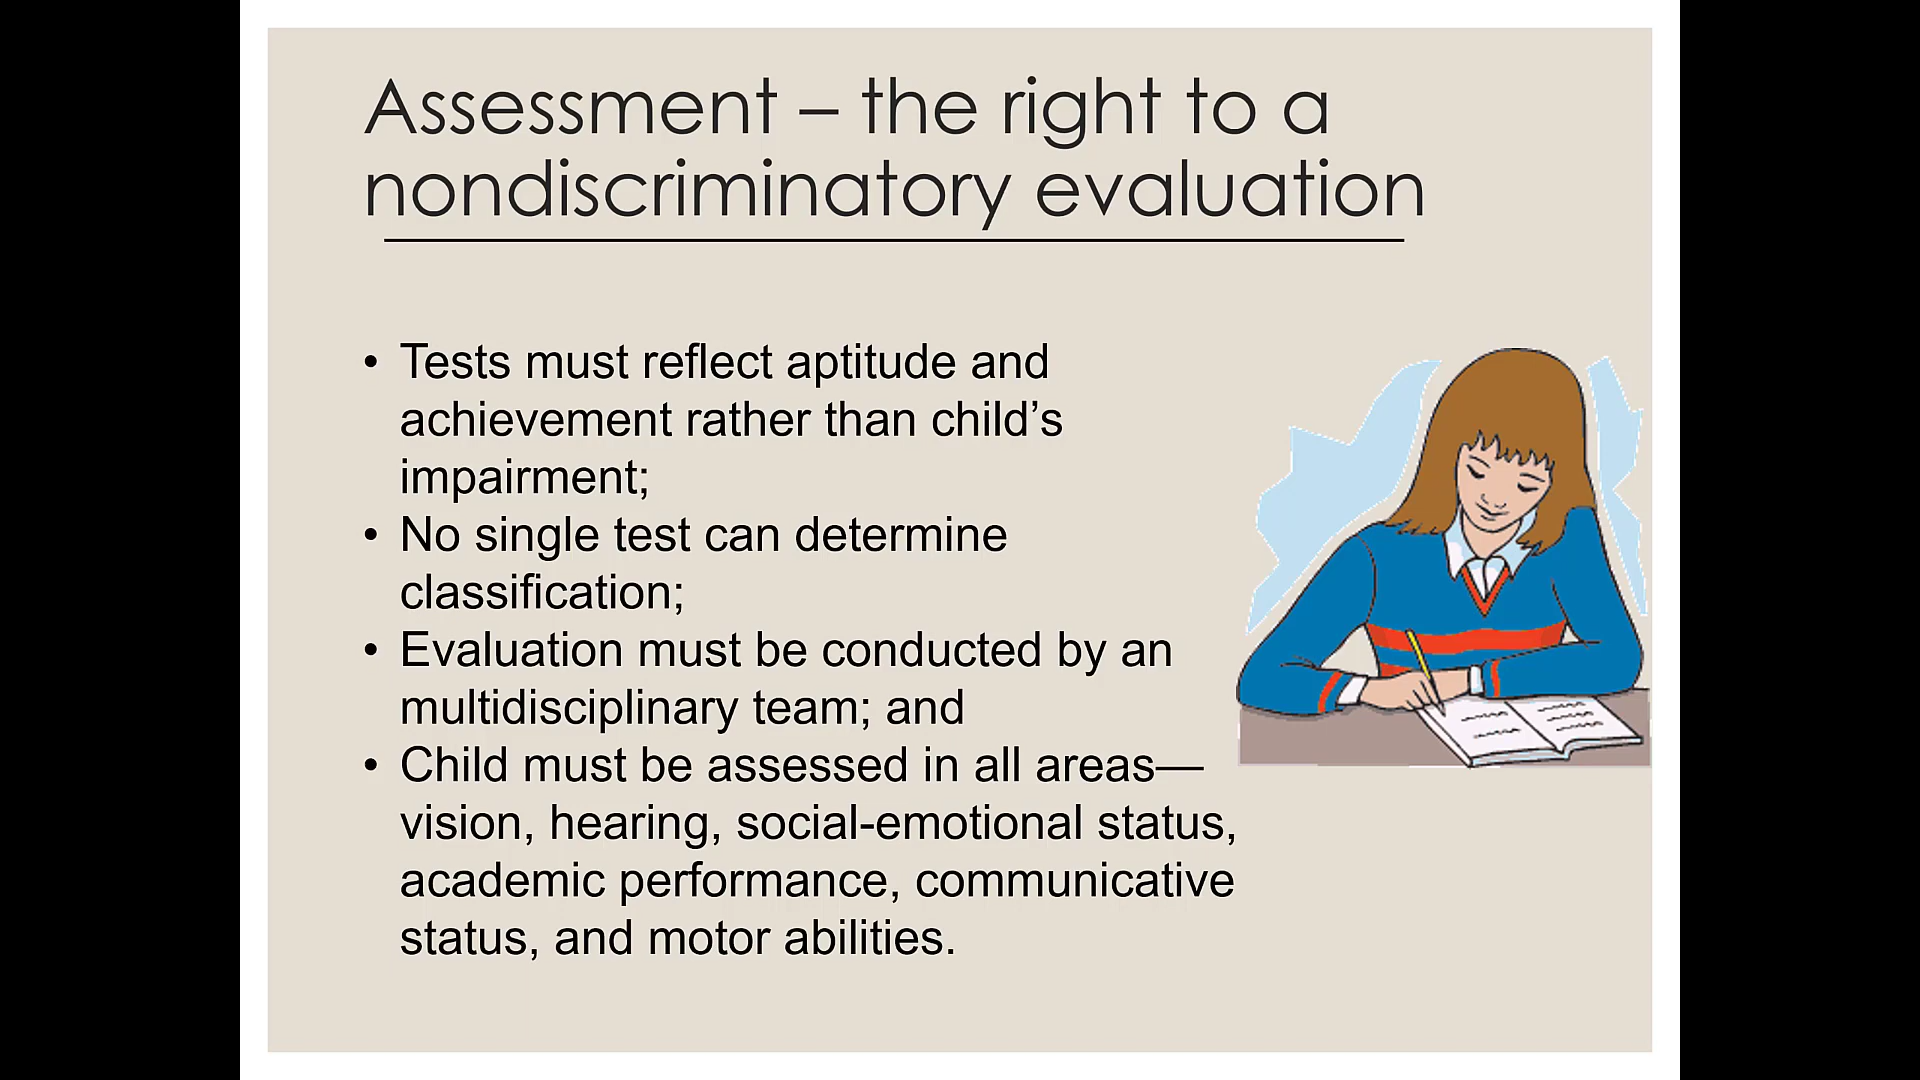 Assessment – the right to a
nondiscriminatory evaluation
• Tests must reflect aptitude and
achievement rather than child’s
impairment;
• No single test can determine
classification;
• Evaluation must be conducted by an
multidisciplinary team; and
• Child must be assessed in all areas—
vision, hearing, social-emotional status,
academic performance, communicative
status, and motor abilities.